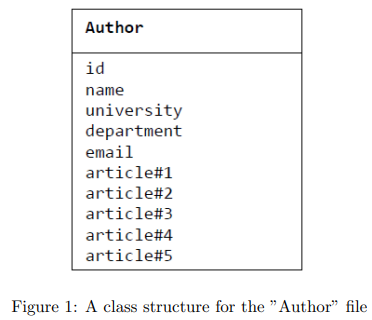 Author
id
name
university
department
email
article#1
article#2
article#3
article#4
article#5
Figure 1: A class structure for the ”Author” file